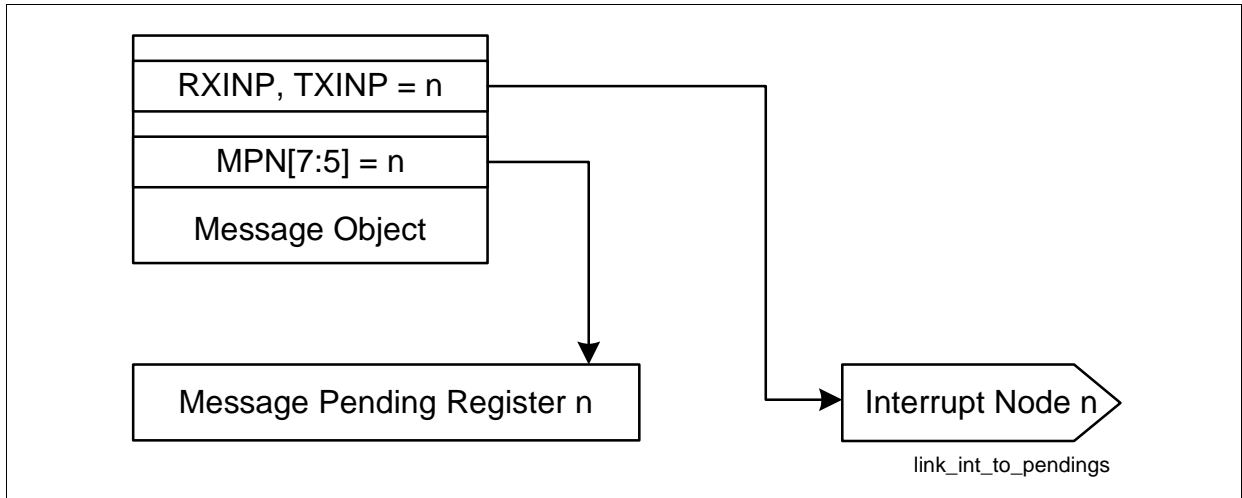 RXINP, TXINP = n
MPN[7:5] = n
Message Object
Message Pending Register n
Interrupt Node n
link_int_to_pendings